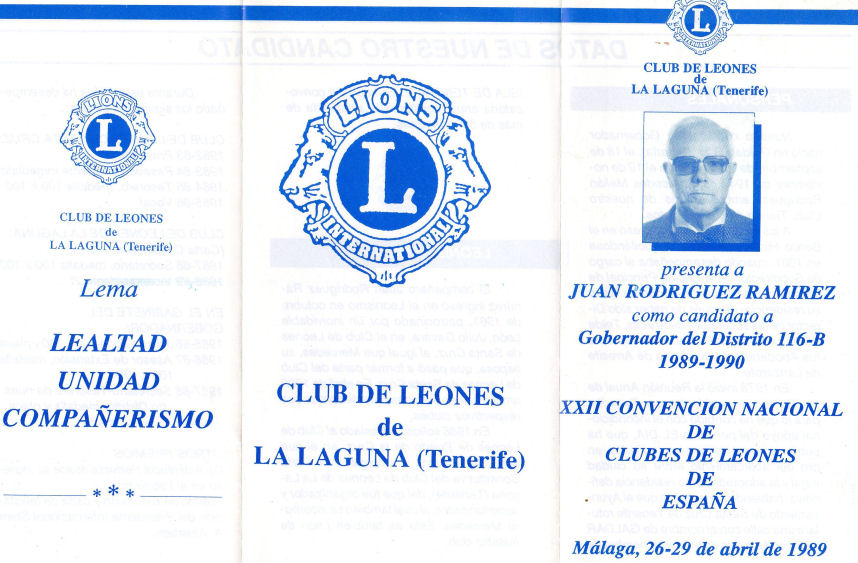 LIONS
L
INTERNATIONAL
CLUB DE LEONES
de
LA LAGUNA (Tenerife)
Lema
LEALTAD
UNIDAD
COMPAÑERISMO
* * *
LIONS
L
INTERNATIONAL
CLUB DE LEONES
de
LA LAGUNA (Tenerife)
L
INTERNATIONAL
CLUB DE LEONES
de
LA LAGUNA (Tenerife)
presenta a
JUAN RODRIGUEZ RAMIREZ
como candidato a
Gobernador del Distrito 116-B
1989-1990
XXII CONVENCION NACIONAL
DE
CLUBES DE LEONES
DE
ESPAÑA
Málaga, 26-29 de abril de 1989